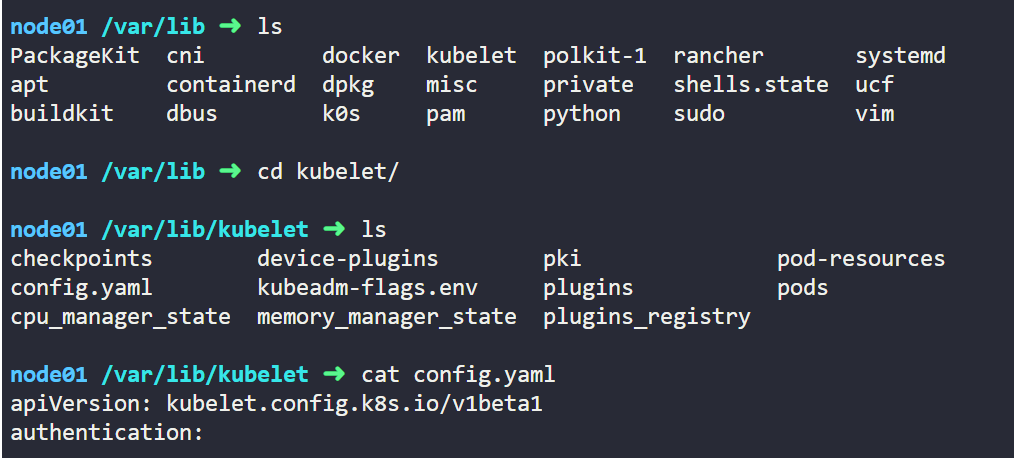 node01 /var/lib ➜ ls
PackageKit cni docker kubelet polkit-1 rancher systemd
apt containerd dpkg misc private shells.state ucf
buildkit dbus k0s pam python sudo vim
node01 /var/lib ➜ cd kubelet/
node01 /var/lib/kubelet ➜ ls
checkpoints device-plugins pki pod-resources
config.yaml kubeadm-flags.env plugins pods
cpu_manager_state memory_manager_state plugins_registry
node01 /var/lib/kubelet ➜ cat config.yaml
apiVersion: kubelet.config.k8s.io/v1beta1
authentication: